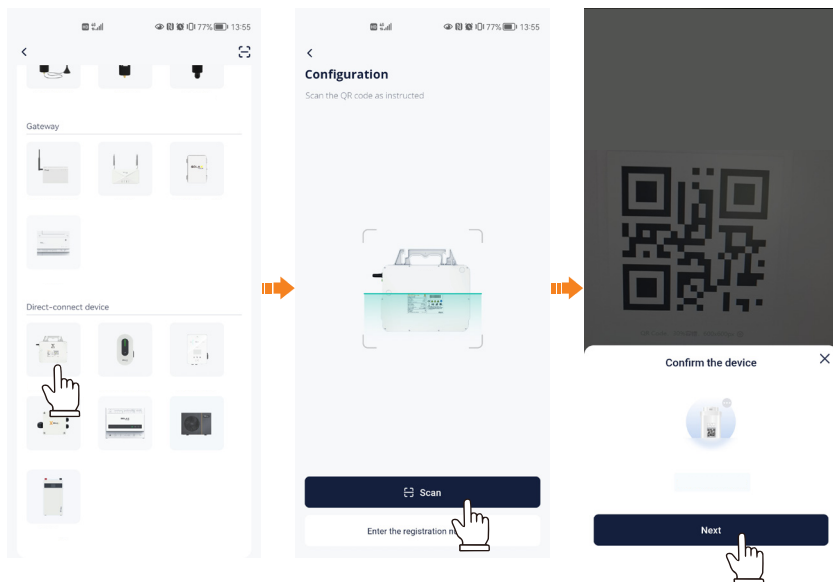 77% 13:55
Gateway
Direct-connect device
77% 13:55
Configuration
Scan the QR code as instructed
Scan
Enter the registration n
Confirm the device
Next